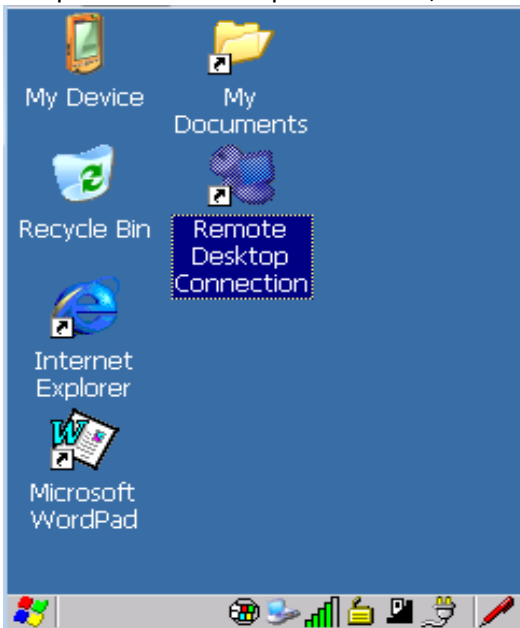 My Device
My
Documents
Recycle Bin
Remote
Desktop
Connection
Internet
Explorer
Microsoft
WordPad